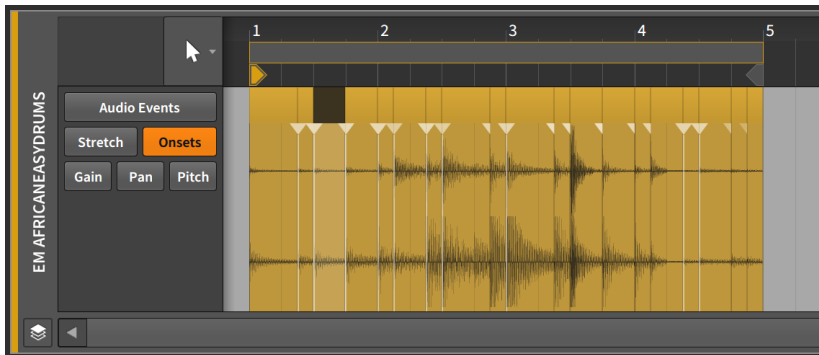 1 2 3 4 5
EM AFRICANEASYDRUMS
Audio Events
Stretch Onsets
Gain Pan Pitch